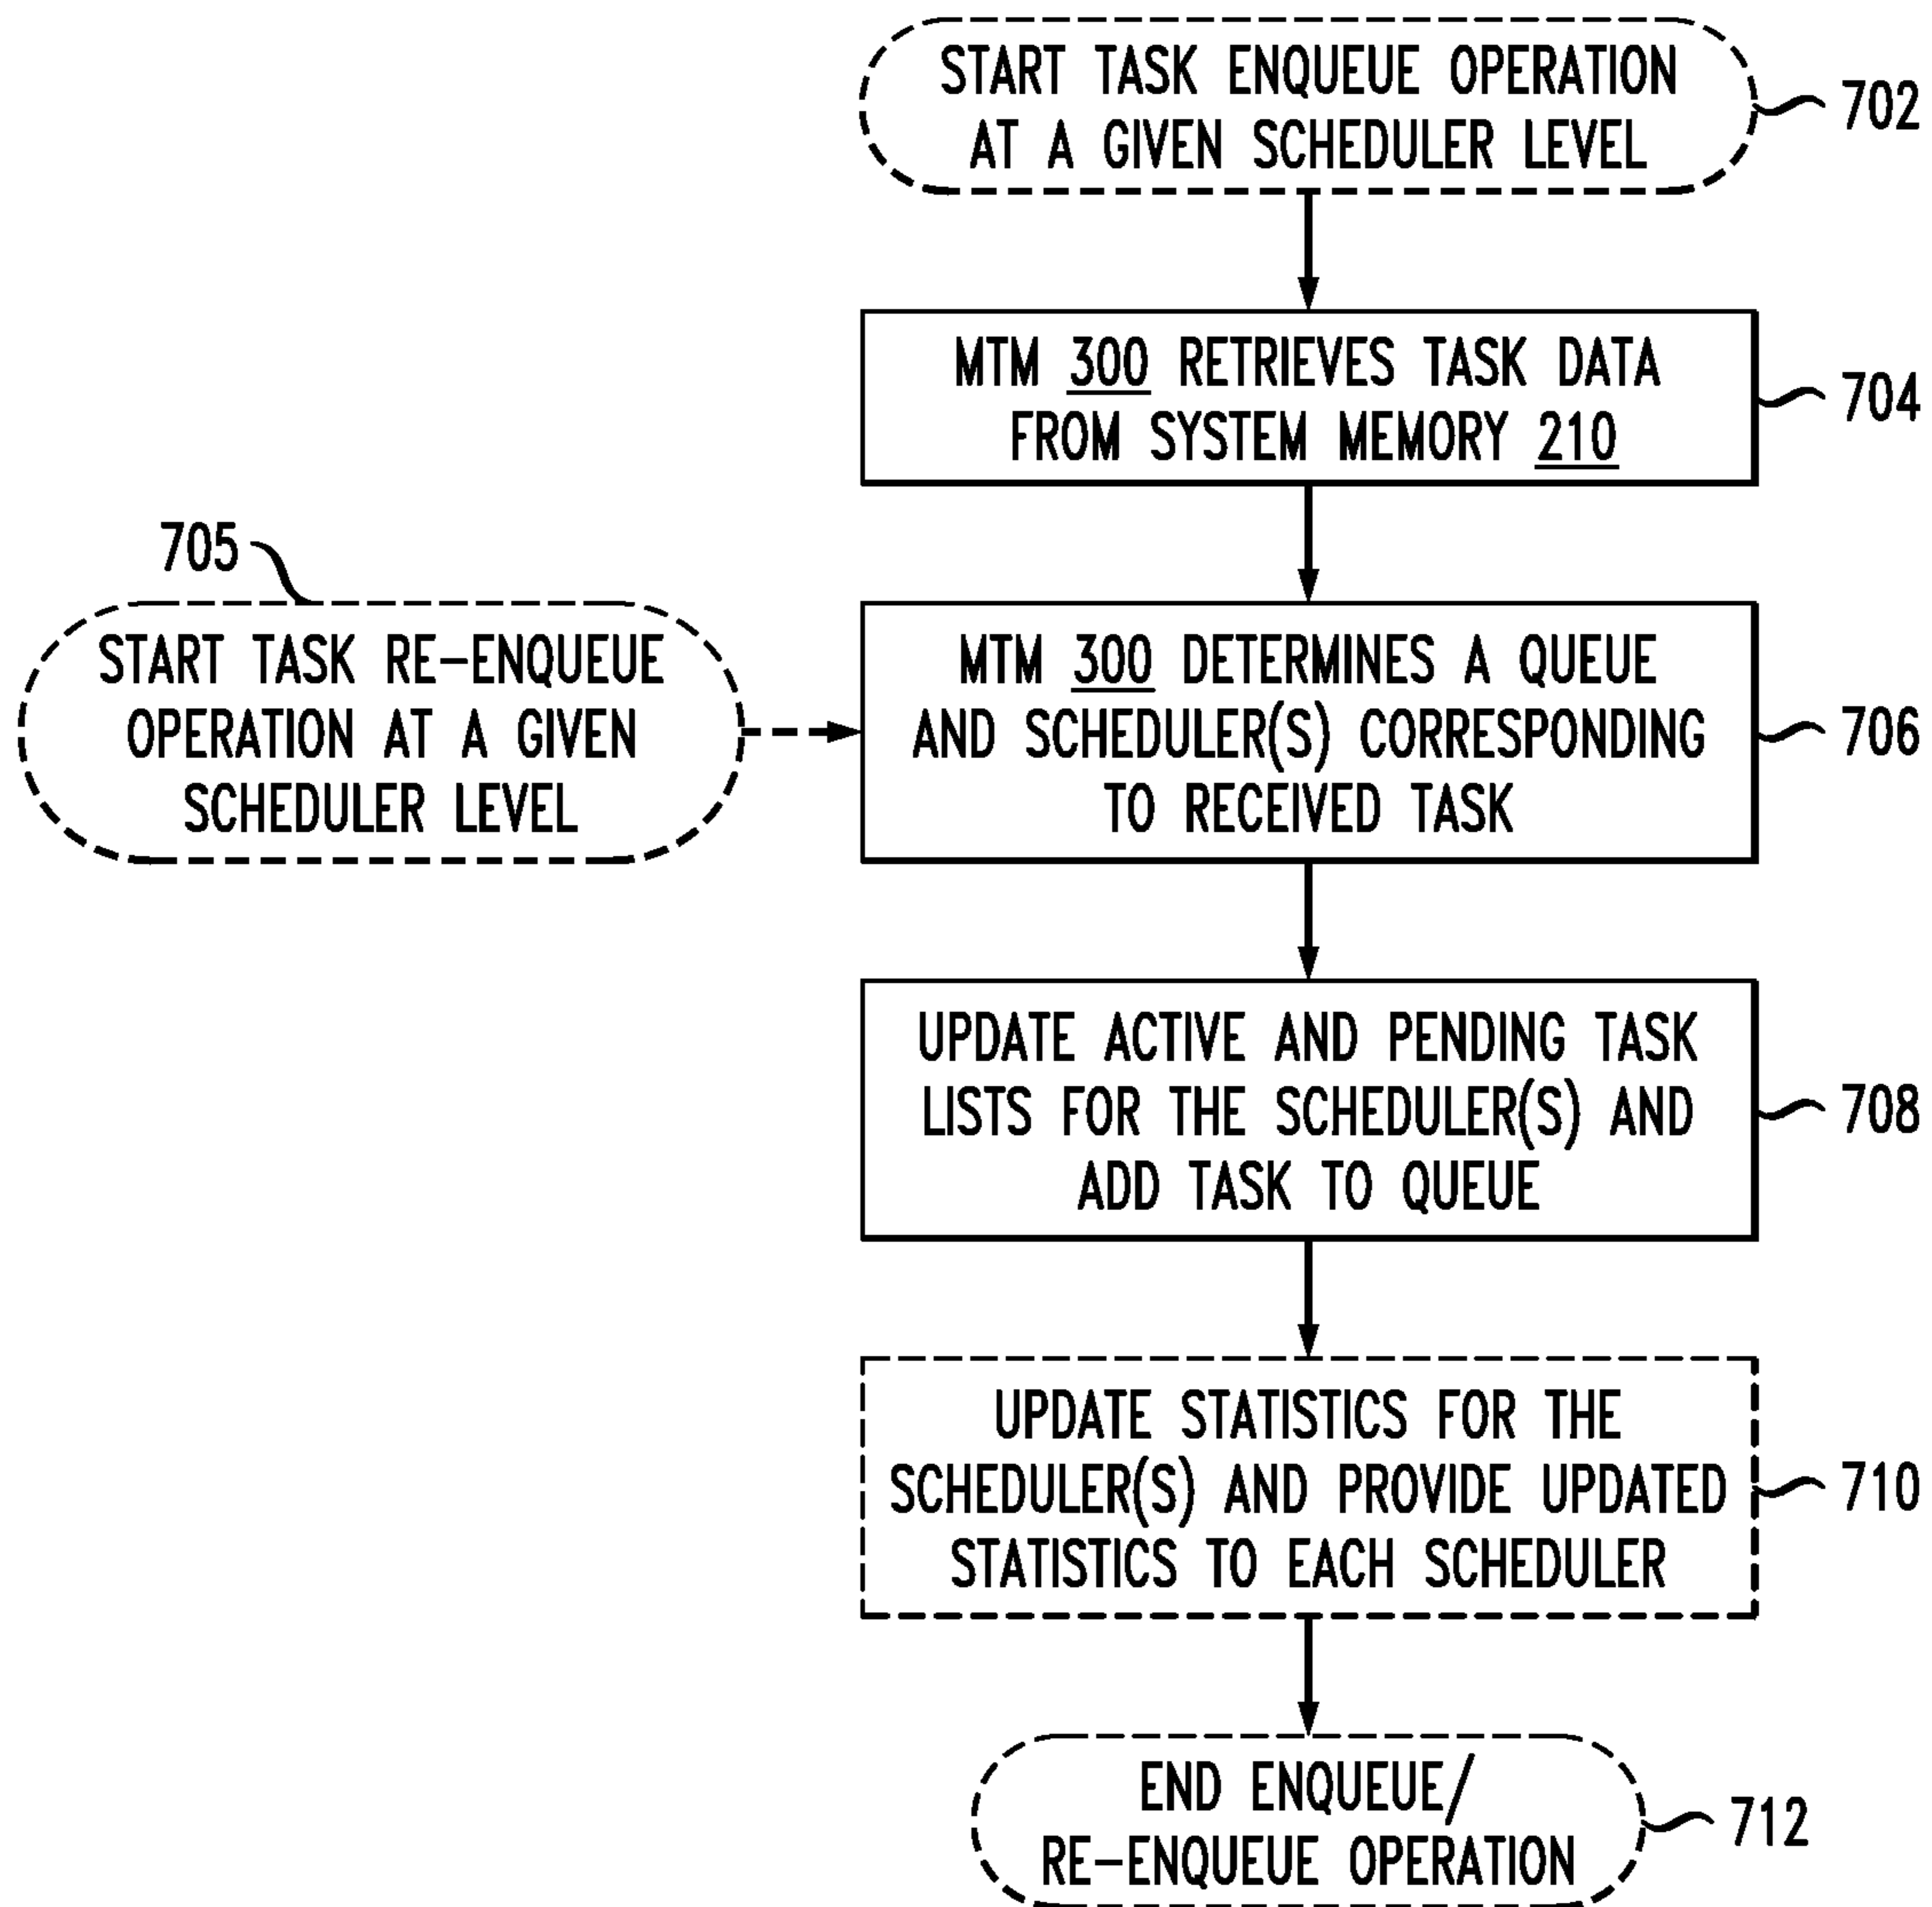 START TASK ENQUEUE OPERATION
AT A GIVEN SCHEDULER LEVEL
702
MTM 300 RETRIEVES TASK DATA
FROM SYSTEM MEMORY 210
704
705
START TASK RE-ENQUEUE
OPERATION AT A GIVEN
SCHEDULER LEVEL
MTM 300 DETERMINES A QUEUE
AND SCHEDULER(S) CORRESPONDING
TO RECEIVED TASK
706
UPDATE ACTIVE AND PENDING TASK
LISTS FOR THE SCHEDULER(S) AND
ADD TASK TO QUEUE
708
UPDATE STATISTICS FOR THE
SCHEDULER(S) AND PROVIDE UPDATED
STATISTICS TO EACH SCHEDULER
710
END ENQUEUE/
RE-ENQUEUE OPERATION
712